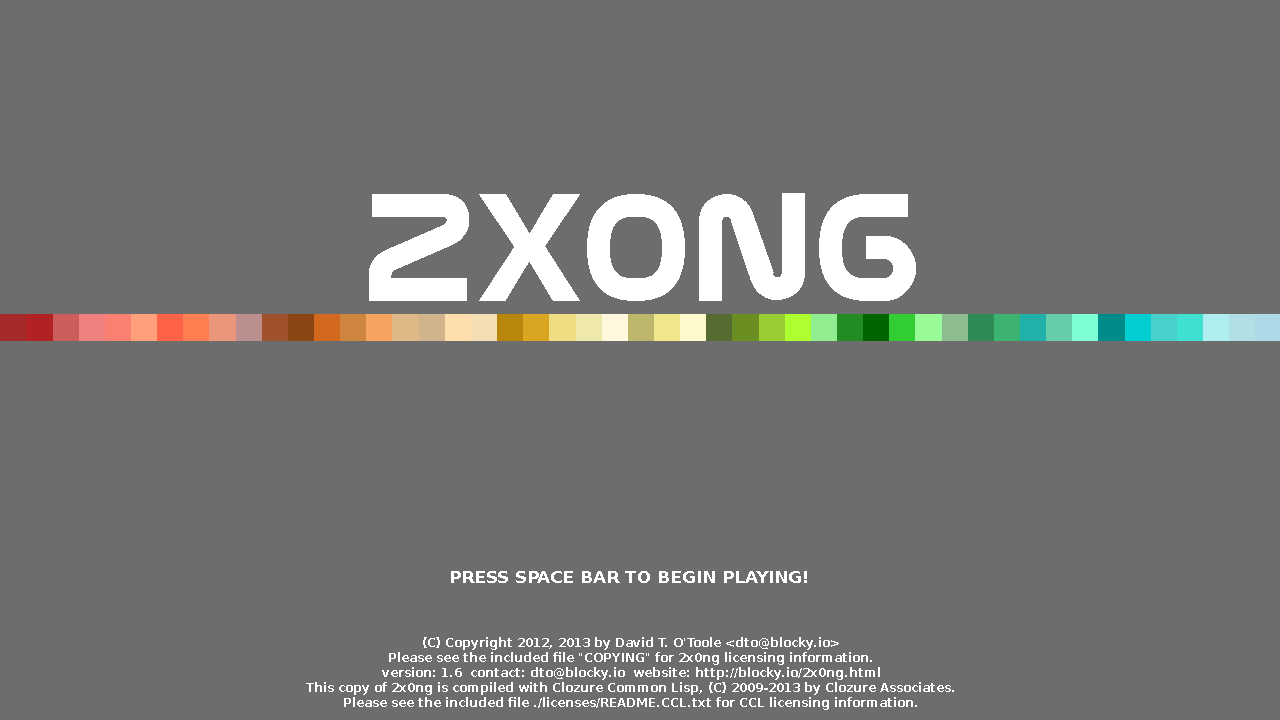 2XONG
PRESS SPACE BAR TO BEGIN PLAYING!
(C) Copyright 2012, 2013 by David T. O'Toole <dto@blocky.io>
Please see the included file "COPYING" for 2x0ng licensing information.
version: 1.6  contact: dto@blocky.io  website: http://blocky.io/2x0ng.html
This copy of 2x0ng is compiled with Clozure Common Lisp, (C) 2009-2013 by Clozure Associates.
Please see the included file ./licenses/README.CCL.txt for CCL licensing information.